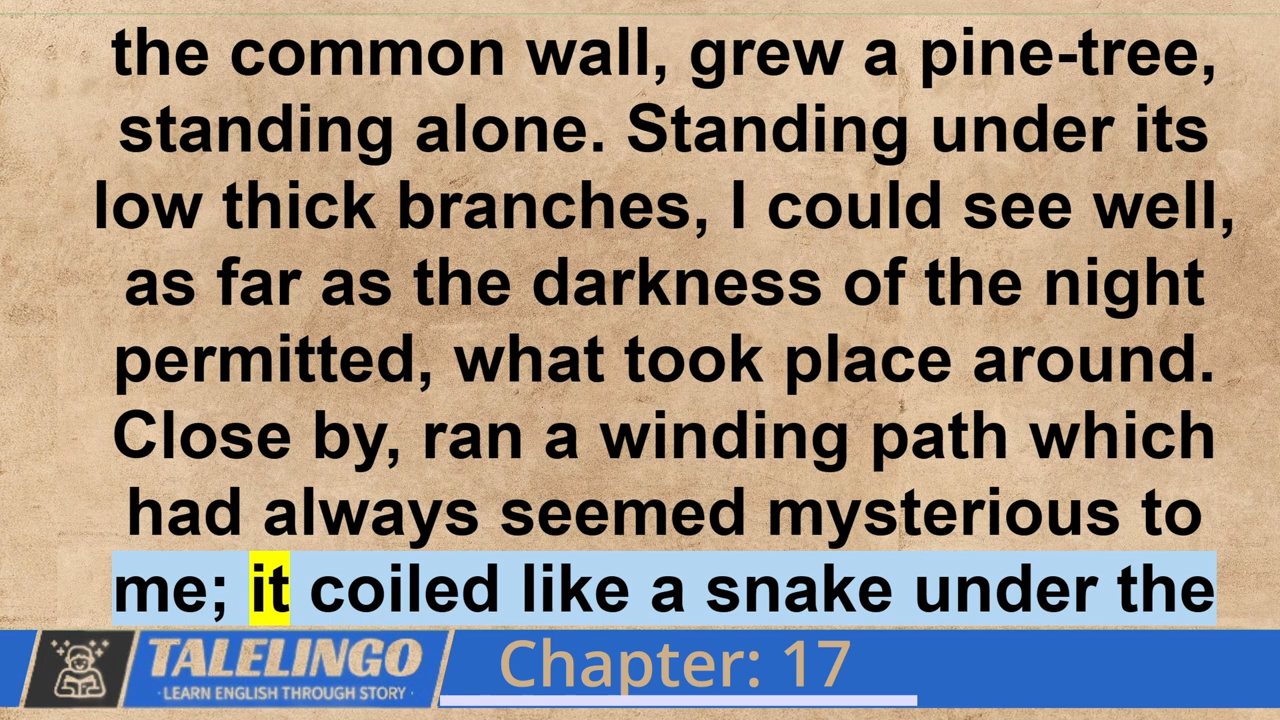 the common wall, grew a pine-tree,
standing alone. Standing under its
low thick branches, I could see well,
as far as the darkness of the night
permitted, what took place around.
Close by, ran a winding path which
had always seemed mysterious to
me; it coiled like a snake under the
TALELINGO
·LEARN ENGLISH THROUGH STORY·
Chapter: 17